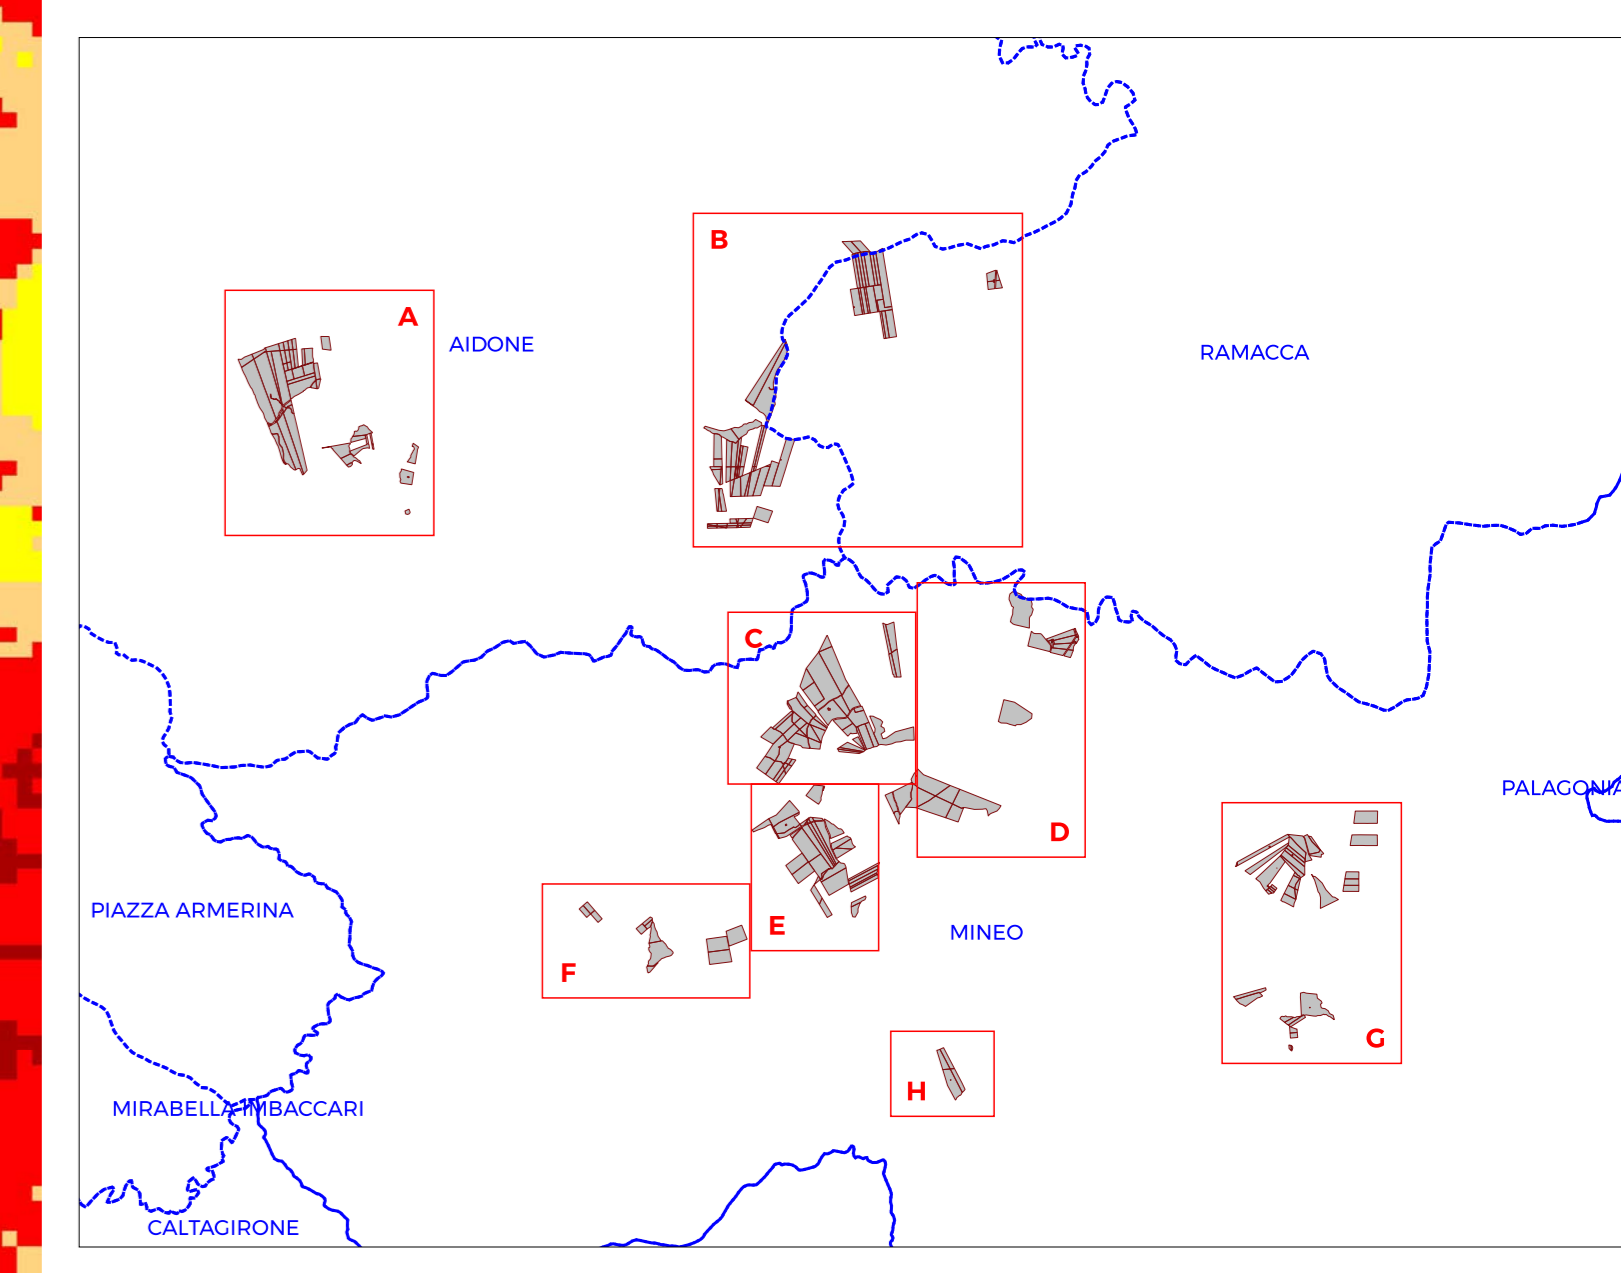 B
A
AIDONE
RAMACCA
C
PALAGONIA
D
PIAZZA ARMERINA
E
MINEO
F
G
H
MIRABELLA IMBACCARI
CALTAGIRONE